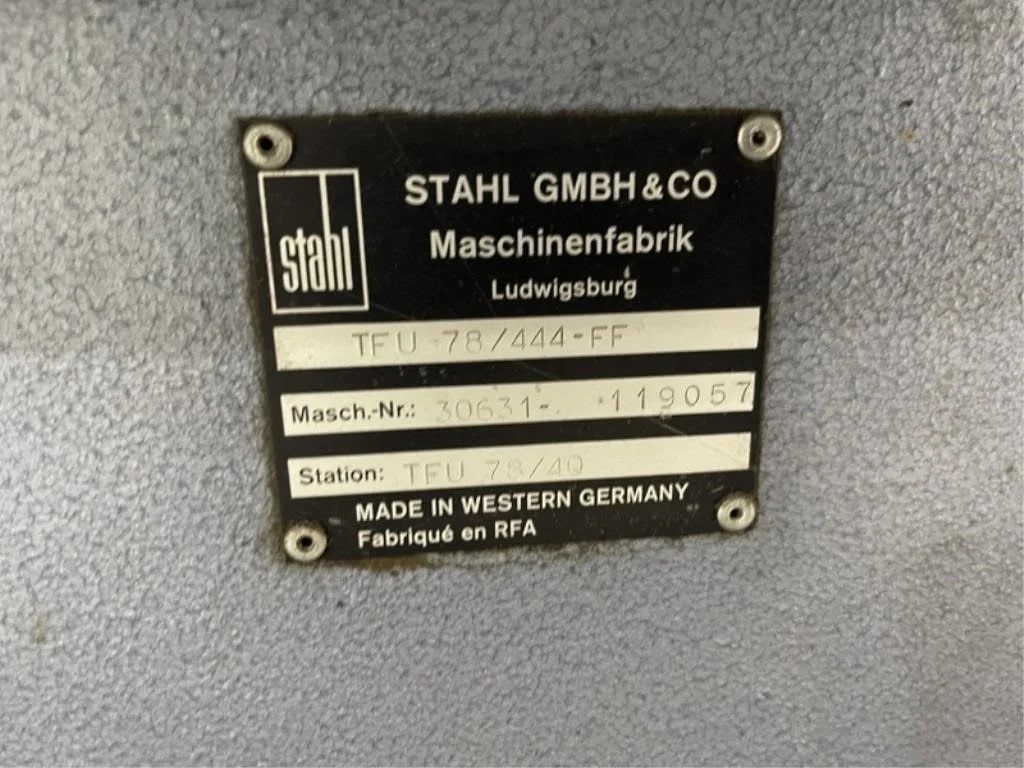 stahl
STAHL GMBH & CO
Maschinenfabrik
Ludwigsburg
TFU 78/444-FF
Masch.-Nr.: 30631- 119057
Station: TFU 78/4Q
MADE IN WESTERN GERMANY
Fabriqué en RFA